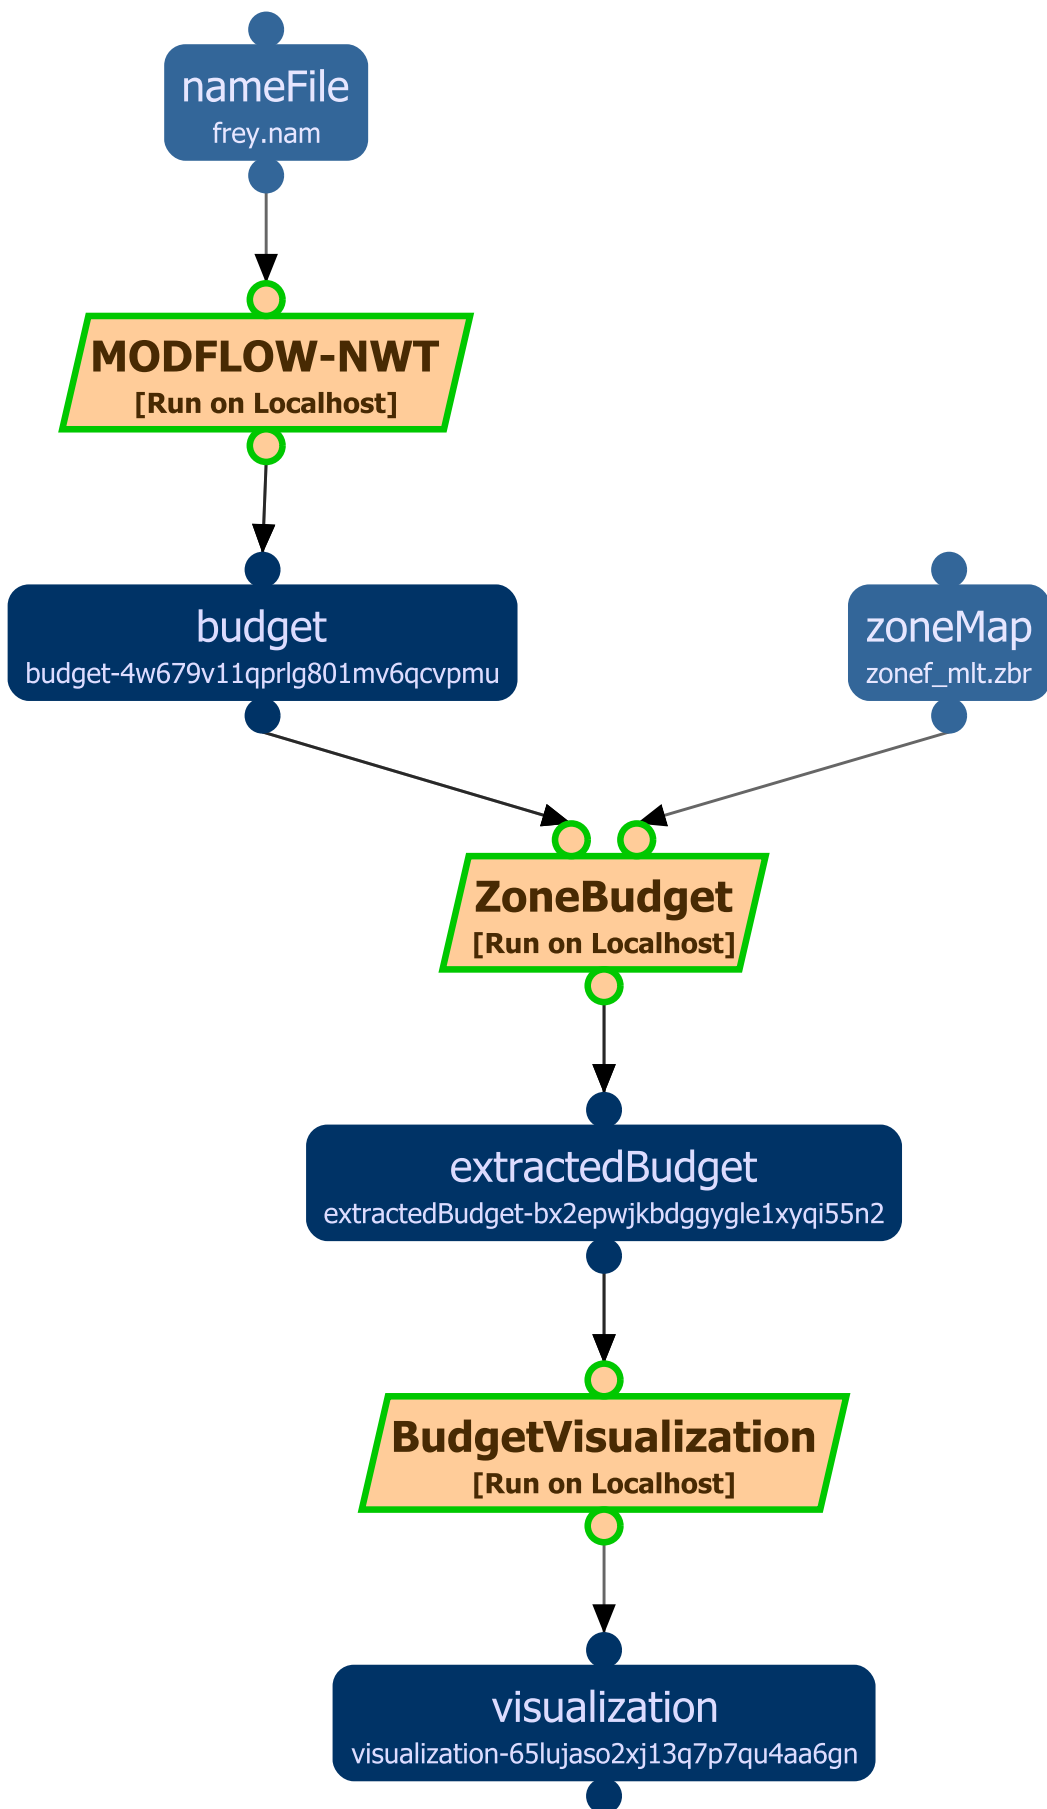 nameFile
frey.nam
MODFLOW-NWT
[Run on Localhost]
budget
budget-4w679v11qprlg801mv6qcvpmu
zoneMap
zonef_mlt.zbr
ZoneBudget
[Run on Localhost]
extractedBudget
extractedBudget-bx2epwjkbdggygle1xyqi55n2
BudgetVisualization
[Run on Localhost]
visualization
visualization-65lujaso2xj13q7p7qu4aa6gn